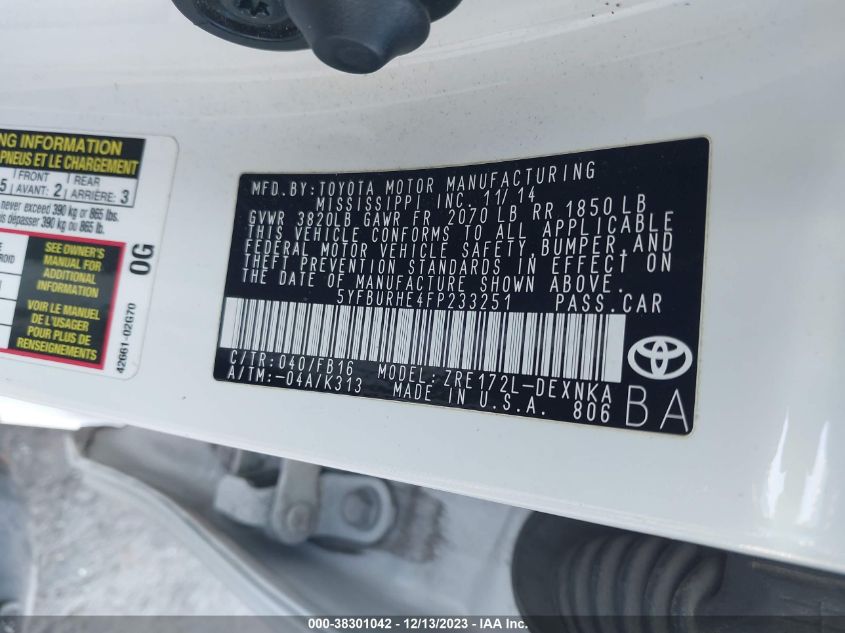 NG INFORMATION
PNEUS ET LE CHARGEMENT
5 FRONT AVANT: 2 REAR ARRIÈRE: 3
never exceed 390 kg or 865 lbs.
dépasser 390 kg ou 865 lb.
SEE OWNER'S
MANUAL FOR
ADDITIONAL
INFORMATION
VOIR LE MANUEL
DE L'USAGER
POUR PLUS DE
RENSEIGNEMENTS
0G
42661-02G70
MFD.BY:TOYOTA MOTOR MANUFACTURING
MISSISSIPPI INC. 11/14
GVWR 3820LB GAWR FR 2070 LB RR 1850 LB
THIS VEHICLE CONFORMS TO ALL APPLICABLE
FEDERAL MOTOR VEHICLE SAFETY, BUMPER, AND
THEFT PREVENTION STANDARDS IN EFFECT ON
THE DATE OF MANUFACTURE SHOWN ABOVE.
5YFBURHE4FP233251 PASS.CAR
C/TR:040/FB16 MODEL: ZRE172L-DEXNKA
A/TM:-04A/K313 MADE IN U.S.A. 806
BA
000-38301042 - 12/13/2023 - IAA Inc.